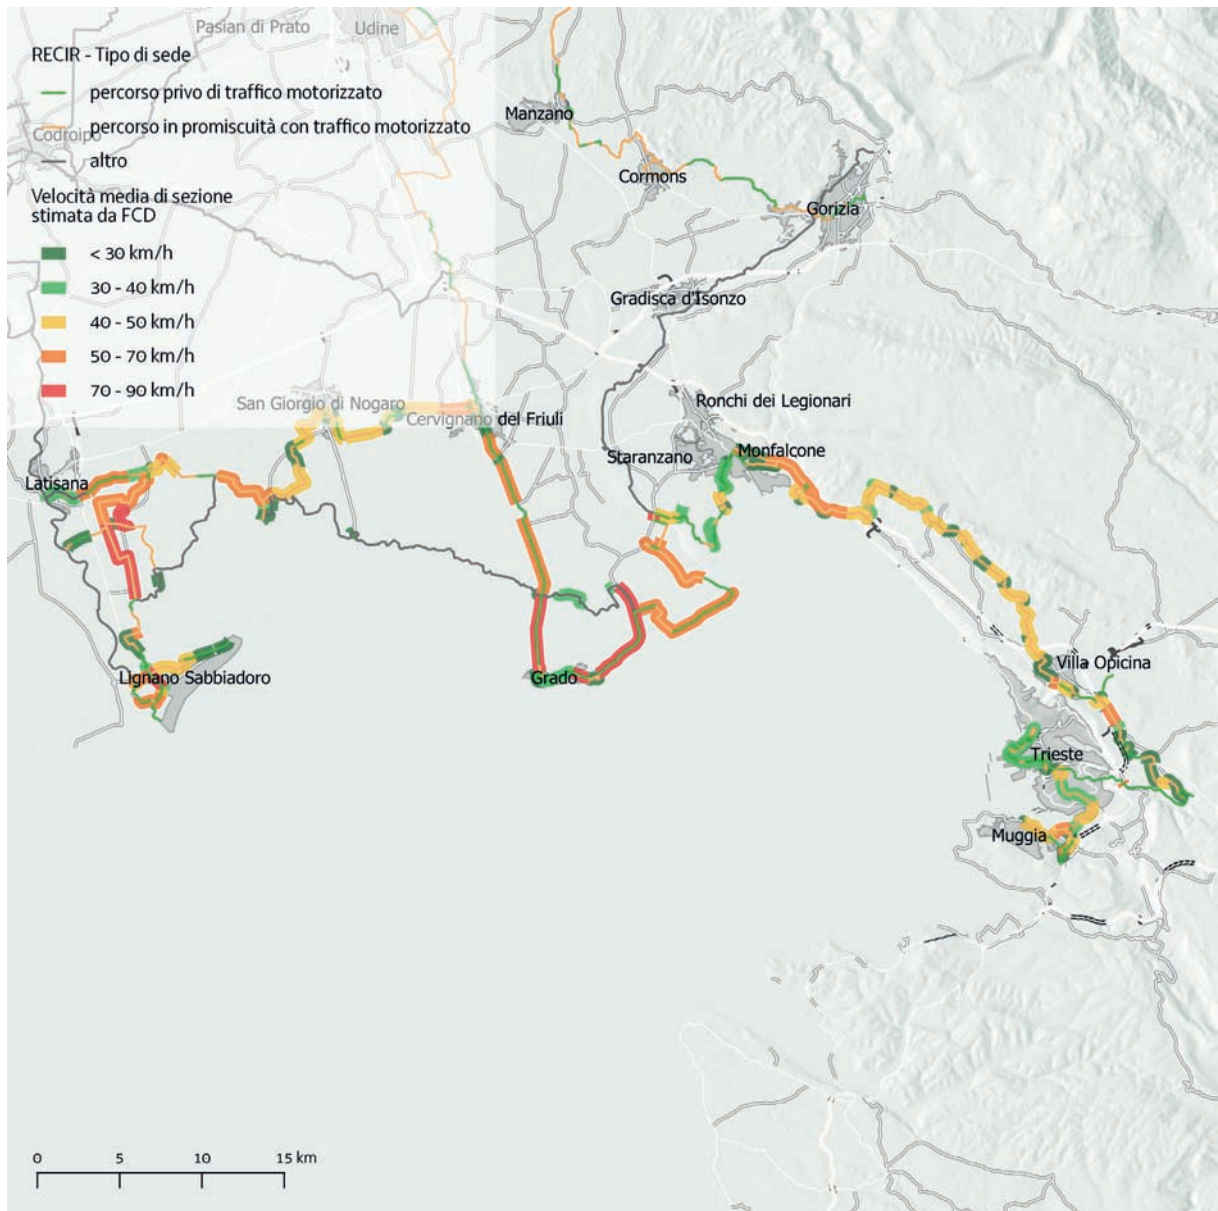 Pasian di Prato
Udine
RECIR - Tipo di sede
percorso privo di traffico motorizzato
percorso in promiscuità con traffico motorizzato
Codroipo
altro
Velocità media di sezione
stimata da FCD
< 30 km/h
30 - 40 km/h
40 - 50 km/h
50 - 70 km/h
70 - 90 km/h
Manzano
Cormons
Gorizia
Gradisca d'Isonzo
San Giorgio di Nogaro
Cervignano del Friuli
Ronchi dei Legionari
Staranzano
Monfalcone
Latisana
Lignano Sabbiadoro
Grado
Villa Opicina
Trieste
Muggia
0 5 10 15 km